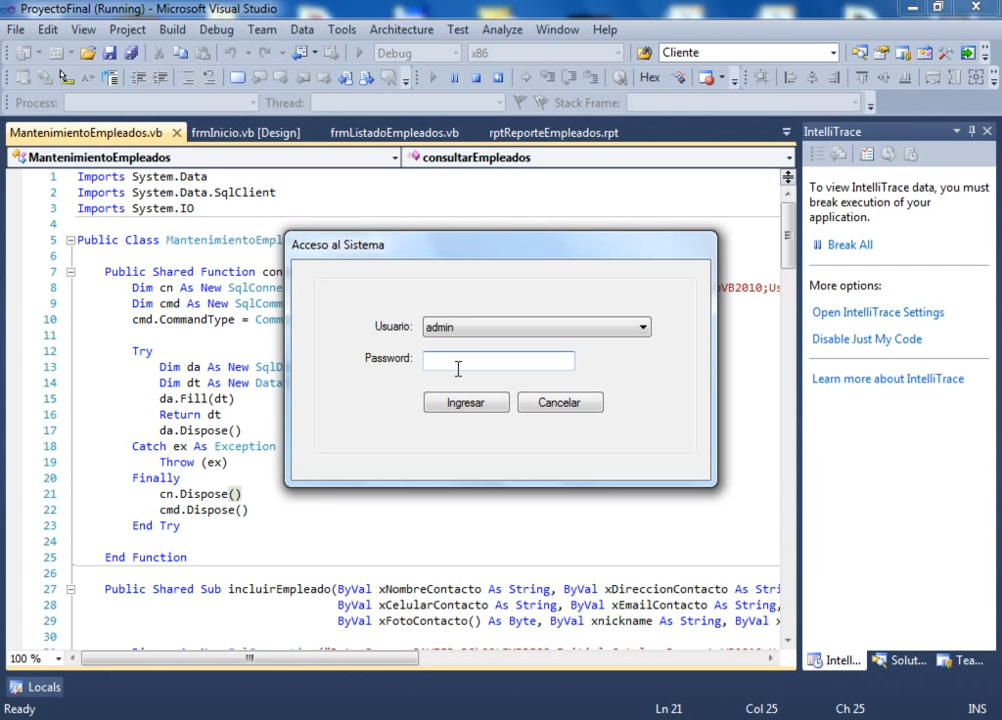 ProyectoFinal (Running) - Microsoft Visual Studio
File Edit View Project Build Debug Team Data Tools Architecture Test Analyze Window Help
Debug x86 Cliente
Hex
Process: Thread: Stack Frame:
MantenimientoEmpleados.vb frmInicio.vb [Design] frmListadoEmpleados.vb rptReporteEmpleados.rpt
MantenimientoEmpleados consultarEmpleados
1 Imports System.Data
2 Imports System.Data.SqlClient
3 Imports System.IO
4
5 Public Class MantenimientoEmpl
6
7 Public Shared Function con
8 Dim cn As New SqlConne oVB2010;Us
9 Dim cmd As New SqlComm
10 cmd.CommandType = Comm
11
12 Try
13 Dim da As New SqlD
14 Dim dt As New Data
15 da.Fill(dt)
16 Return dt
17 da.Dispose()
18 Catch ex As Exception
19 Throw (ex)
20 Finally
21 cn.Dispose()
22 cmd.Dispose()
23 End Try
24
25 End Function
26
27 Public Shared Sub incluirEmpleado(ByVal xNombreContacto As String, ByVal xDireccionContacto As Stri
28 ByVal xCelularContacto As String, ByVal xEmailContacto As String,
29 ByVal xFotoContacto() As Byte, ByVal xnickname As String, ByVal x
30
100 %
Acceso al Sistema
Usuario: admin
Password:
Ingresar Cancelar
IntelliTrace
To view IntelliTrace data, you must
break execution of your
application.
Break All
More options:
Open IntelliTrace Settings
Disable Just My Code
Learn more about IntelliTrace
Intell... Solut... Tea...
Locals
Ready Ln 21 Col 25 Ch 25 INS